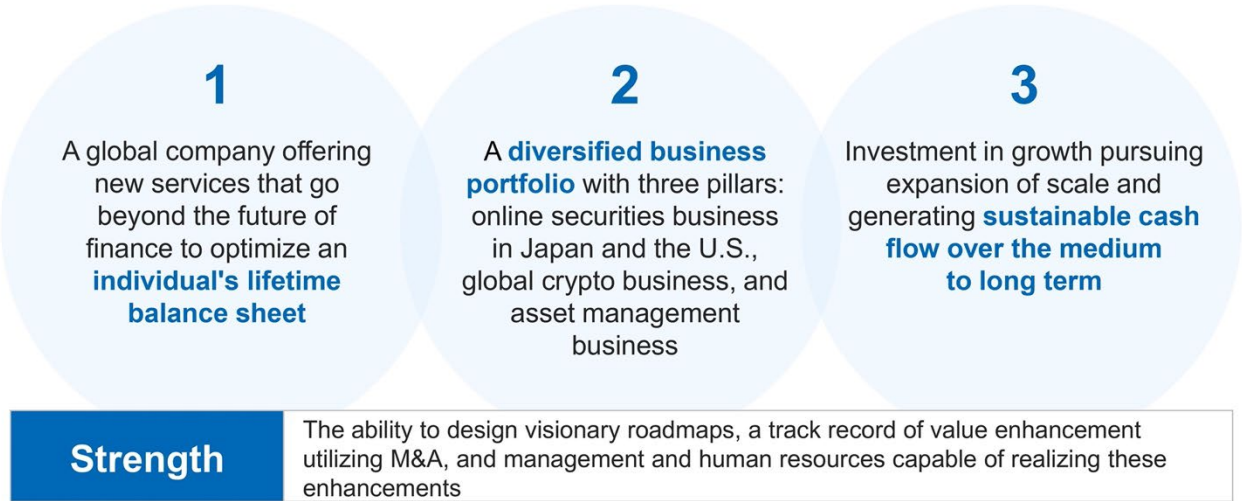 1
A global company offering
new services that go
beyond the future of
finance to optimize an
individual's lifetime
balance sheet
2
A diversified business
portfolio with three pillars:
online securities business
in Japan and the U.S.,
global crypto business, and
asset management
business
3
Investment in growth pursuing
expansion of scale and
generating sustainable cash
flow over the medium
to long term
Strength
The ability to design visionary roadmaps, a track record of value enhancement
utilizing M&A, and management and human resources capable of realizing these
enhancements